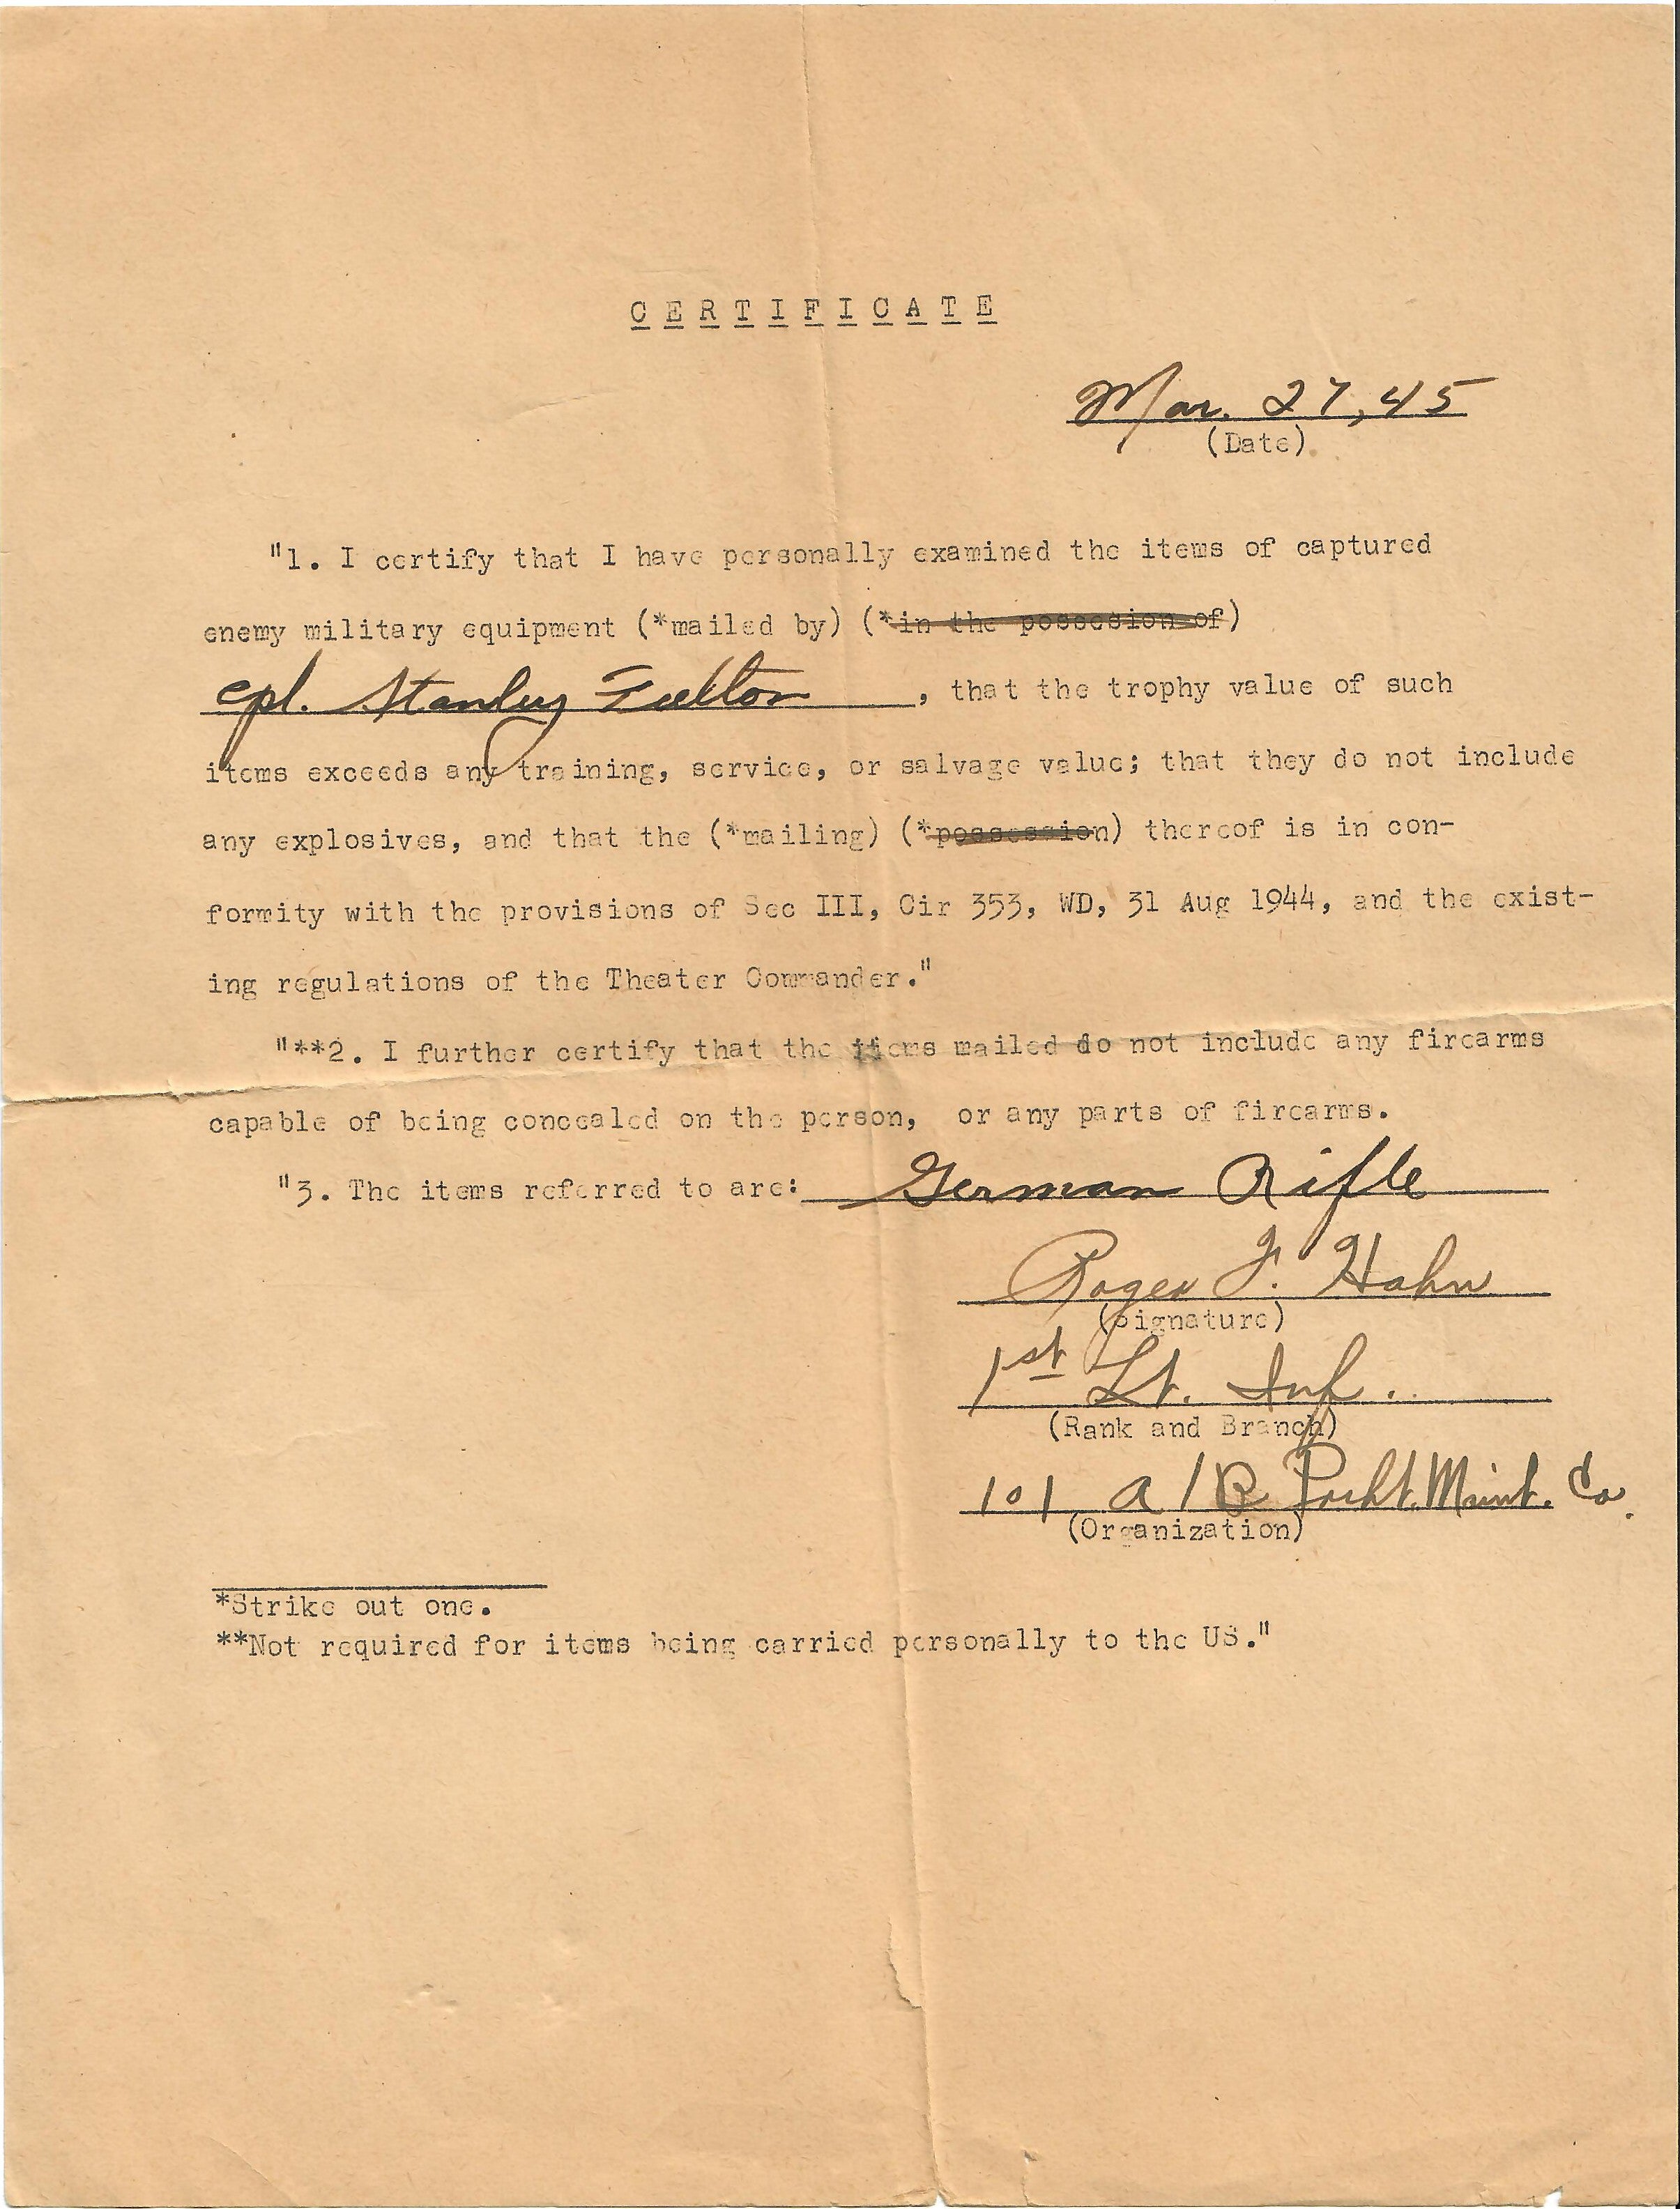 CERTIFICATE
Mar. 27, 45
(Date)
"1. I certify that I have personally examined the items of captured
enemy military equipment (*mailed by) (*in the posession of)
cpl. Stanley Fulton, that the trophy value of such
items exceeds any training, service, or salvage value; that they do not include
any explosives, and that the (*mailing) (*possession) thereof is in con-
formity with the provisions of Sec III, Cir 353, WD, 31 Aug 1944, and the exist-
ing regulations of the Theater Commander."
"**2. I further certify that the items mailed do not include any firearms
capable of being concealed on the person, or any parts of firearms.
"3. The items referred to are: German Rifle
Roger F. Hahn
(Signature)
1st Lt. Inf.
(Rank and Branch)
101 A/B Pacht. Maint. Co.
(Organization)
*Strike out one.
**Not required for items being carried personally to the US."